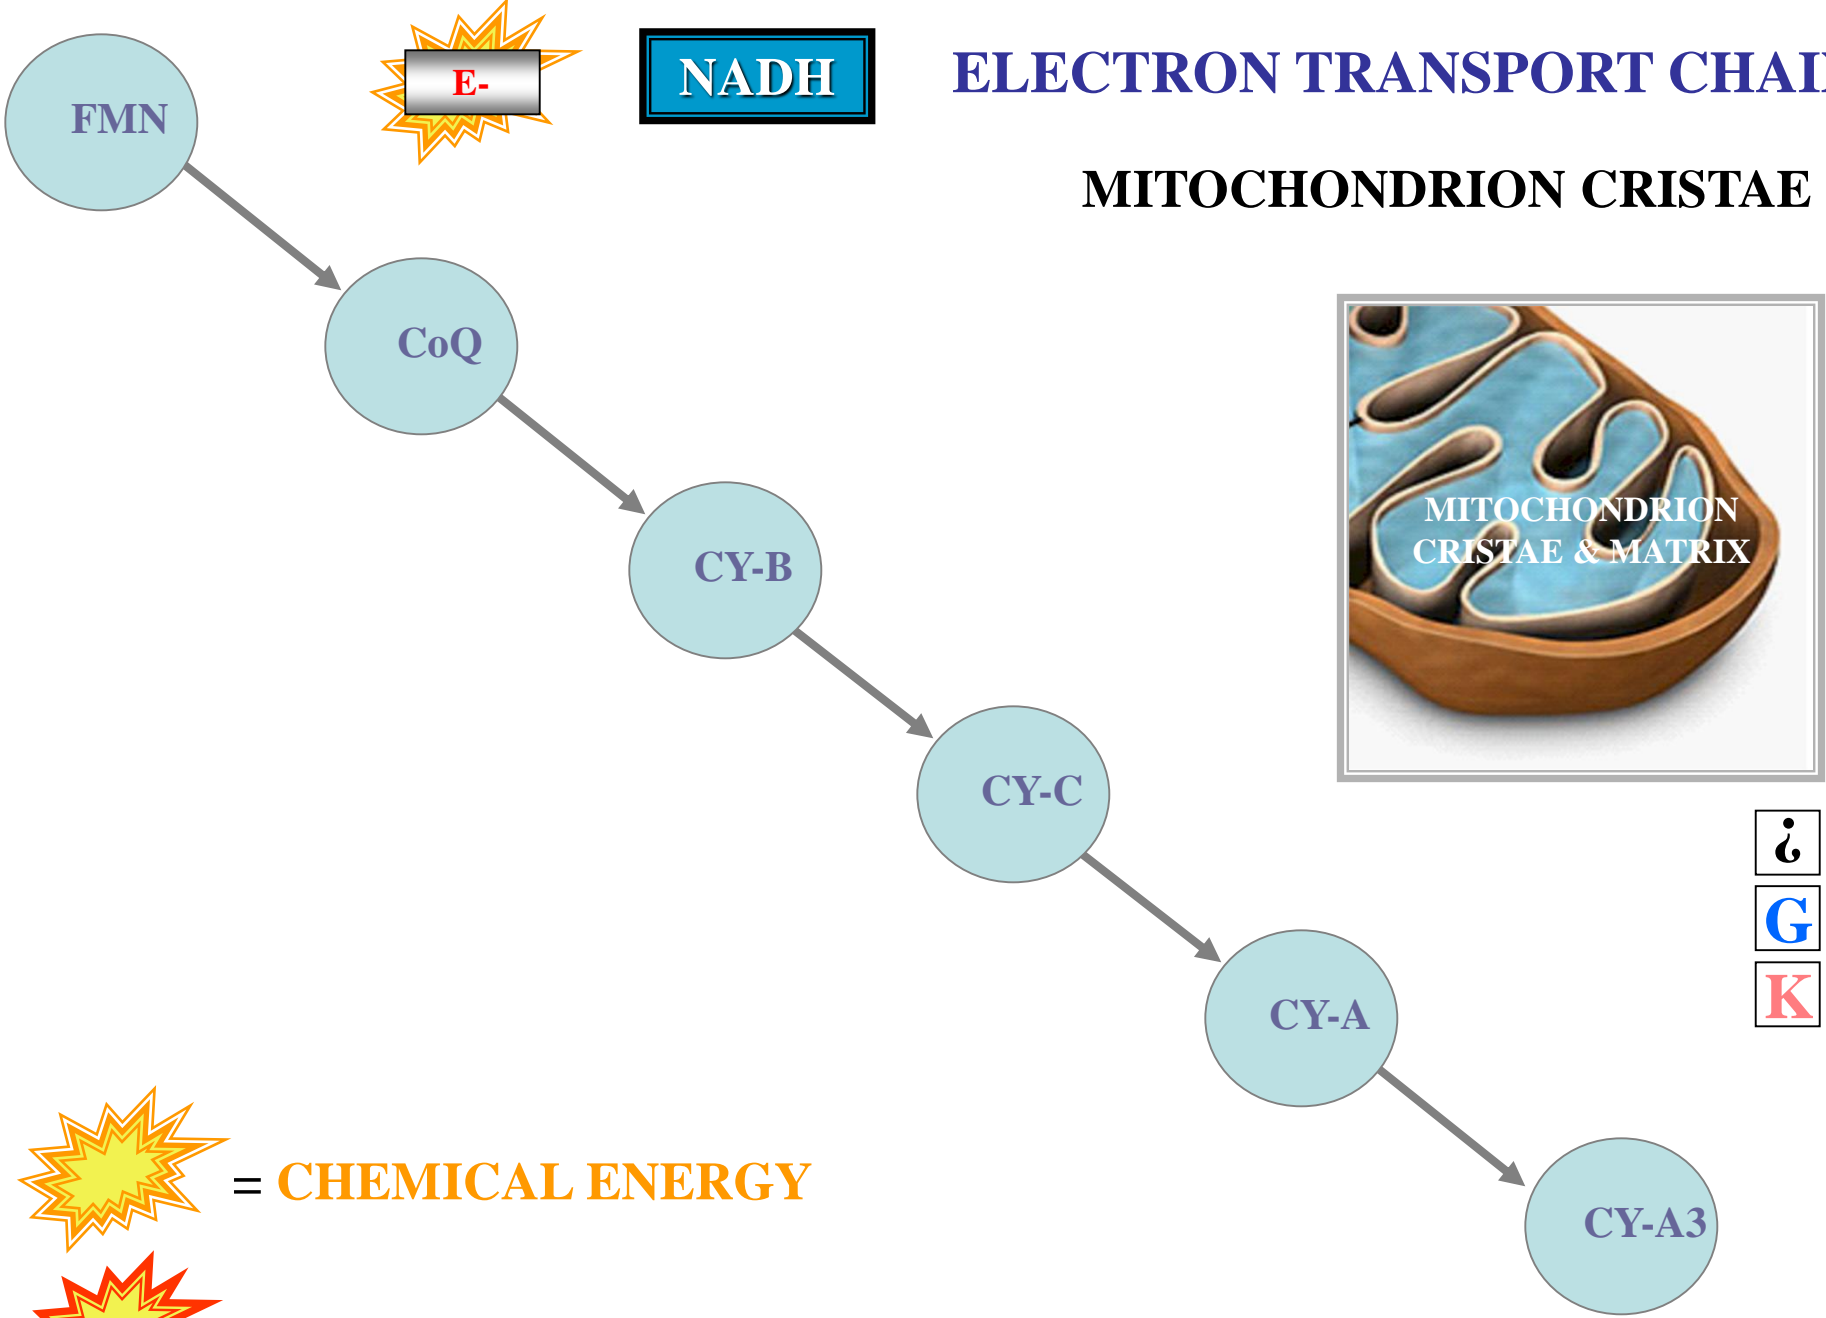 FMN
E-
NADH
ELECTRON TRANSPORT CHAI
MITOCHONDRION CRISTAE
CoQ
CY-B
MITOCHONDRION
CRISTAE & MATRIX
CY-C
¿
G
K
CY-A
= CHEMICAL ENERGY
CY-A3